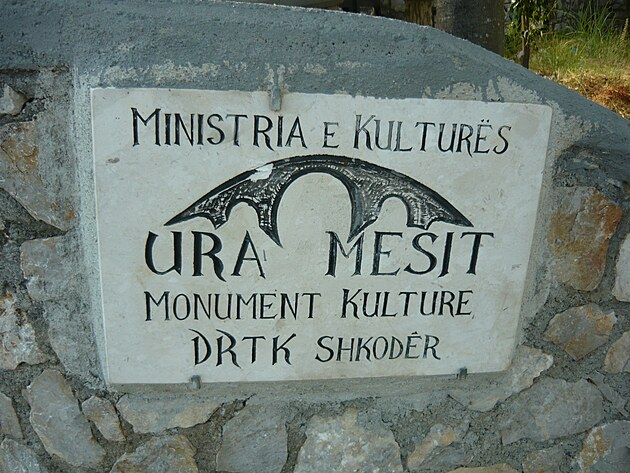 MINISTRIA E KULTURËS
URA MESIT
MONUMENT KULTURE
DRTK SHKODËR